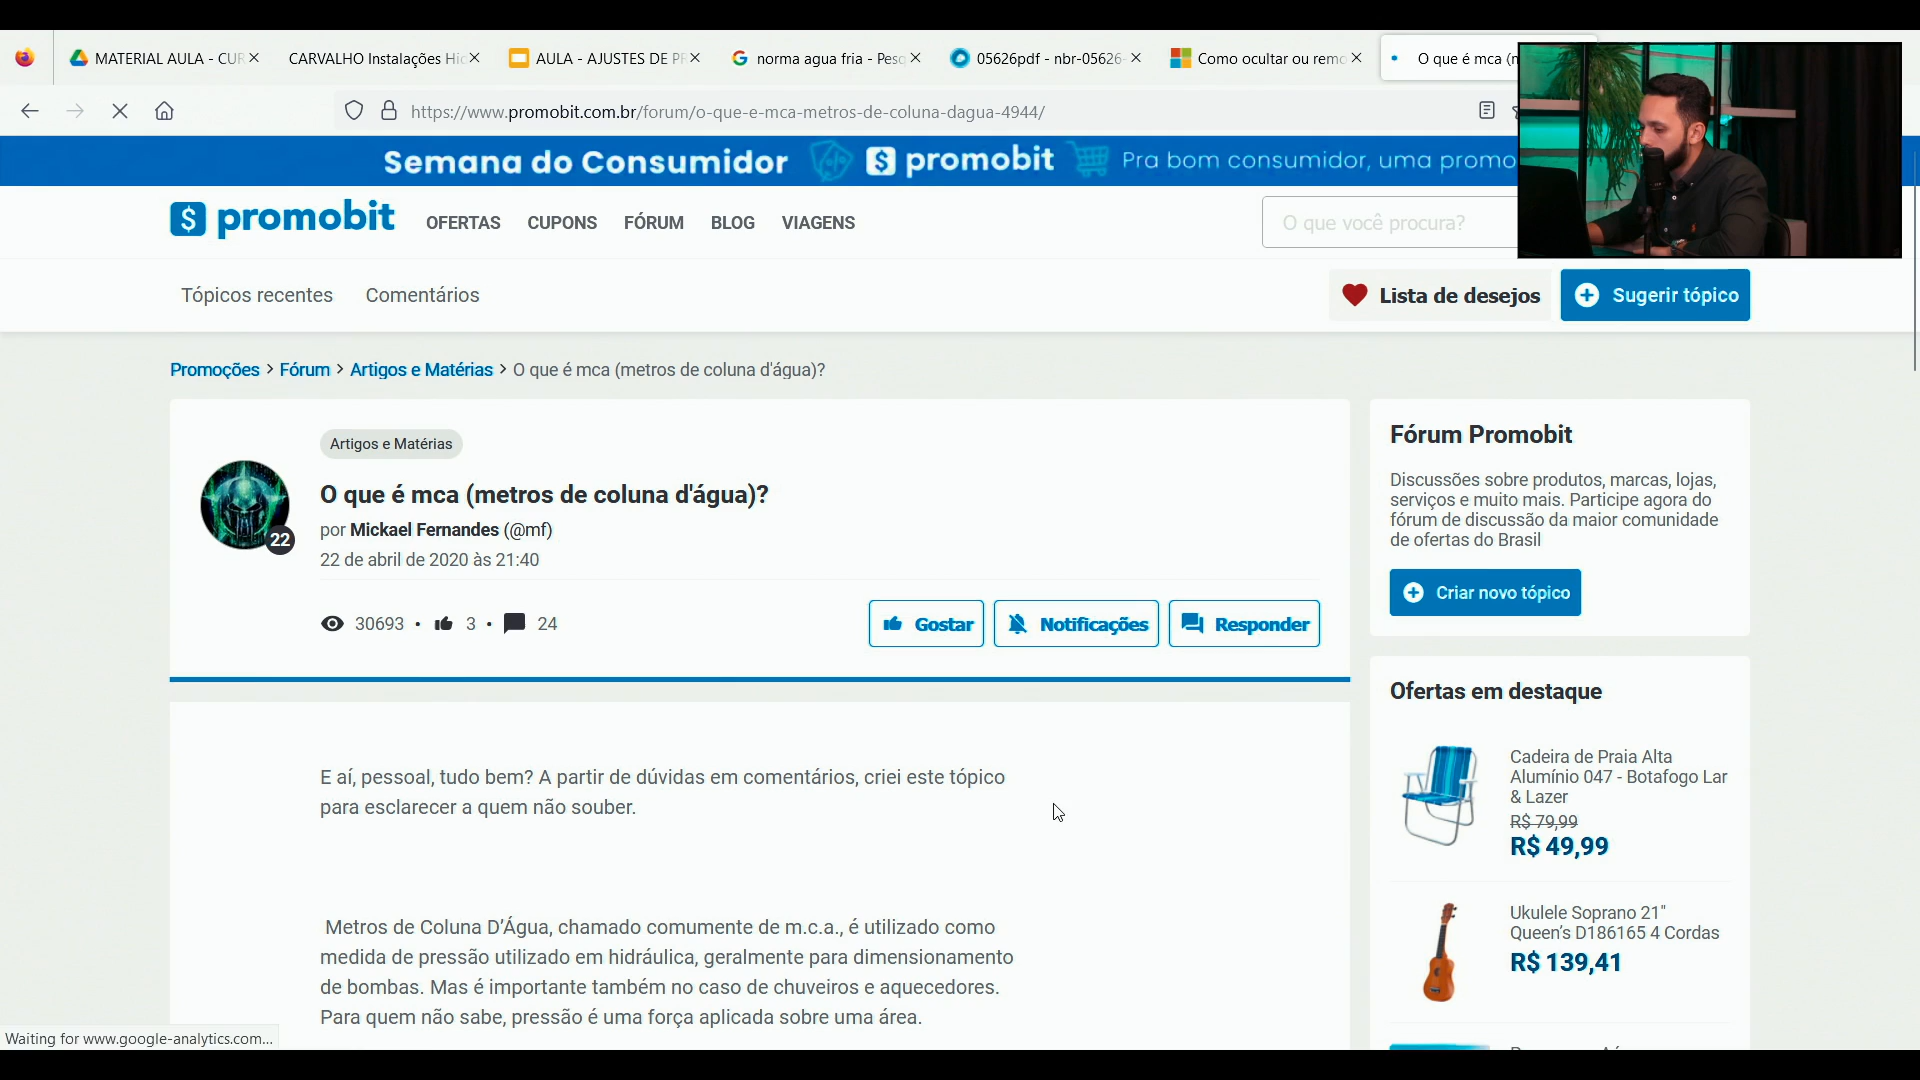 MATERIAL AULA - CUR
CARVALHO Instalações Hid
AULA - AJUSTES DE PR
norma agua fria - Pesq
05626pdf - nbr-05626-
Como ocultar ou remo
O que é mca (m
https://www.promobit.com.br/forum/o-que-e-mca-metros-de-coluna-dagua-4944/
Semana do Consumidor
promobit
Pra bom consumidor, uma promo
promobit
OFERTAS
CUPONS
FÓRUM
BLOG
VIAGENS
O que você procura?
Tópicos recentes
Comentários
Lista de desejos
Sugerir tópico
Promoções > Fórum > Artigos e Matérias > O que é mca (metros de coluna d'água)?
Artigos e Matérias
O que é mca (metros de coluna d'água)?
22
por Mickael Fernandes (@mf)
22 de abril de 2020 às 21:40
30693 • 3 • 24
Gostar
Notificações
Responder
E aí, pessoal, tudo bem? A partir de dúvidas em comentários, criei este tópico
para esclarecer a quem não souber.
Metros de Coluna D’Água, chamado comumente de m.c.a., é utilizado como
medida de pressão utilizado em hidráulica, geralmente para dimensionamento
de bombas. Mas é importante também no caso de chuveiros e aquecedores.
Para quem não sabe, pressão é uma força aplicada sobre uma área.
Fórum Promobit
Discussões sobre produtos, marcas, lojas,
serviços e muito mais. Participe agora do
fórum de discussão da maior comunidade
de ofertas do Brasil
Criar novo tópico
Ofertas em destaque
Cadeira de Praia Alta
Alumínio 047 - Botafogo Lar
& Lazer
R$ 79,99
R$ 49,99
Ukulele Soprano 21"
Queen’s D186165 4 Cordas
R$ 139,41
Waiting for www.google-analytics.com...